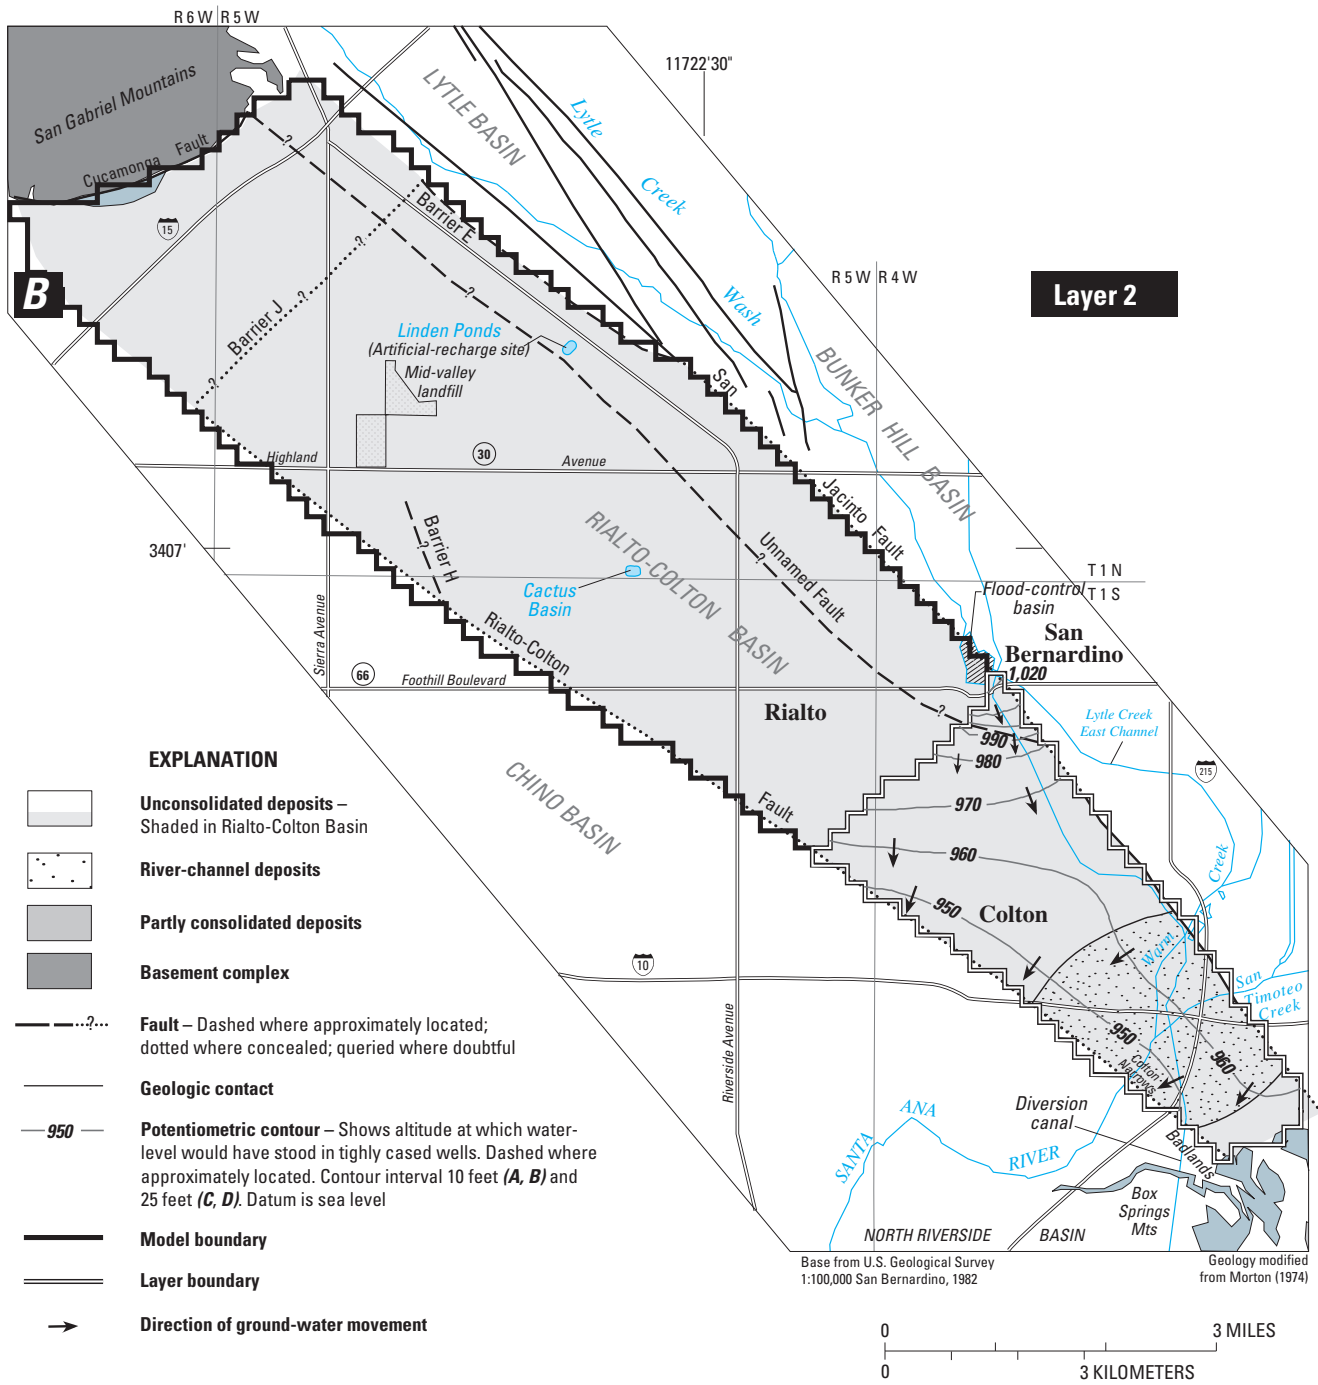 R 6 W R 5 W
11722'30"
San Gabriel Mountains
LYTLE BASIN
Lytle
Creek
Wash
Cucamonga Fault
15
Barrier E
R 5 W R 4 W
B
Layer 2
Barrier J
Linden Ponds
(Artificial-recharge site)
Mid-valley
landfill
San
Jacinto
Fault
BUNKER HILL BASIN
Highland
30
Avenue
3407'
Barrier H
RIALTO-COLTON BASIN
Unnamed Fault
Cactus
Basin
T 1 N
T 1 S
Flood-control
basin
San
Bernardino
1,020
Sierra Avenue
Rialto-Colton
Fault
66
Foothill Boulevard
Rialto
Lytle Creek
East Channel
215
990
980
970
960
950
CHINO BASIN
Colton
Warm
Creek
San
Timoteo
Creek
10
Riverside Avenue
950
960
Colton
Narrows
Diversion
canal
Badlands
SANTA
ANA
RIVER
Box
Springs
Mts
NORTH RIVERSIDE BASIN
Base from U.S. Geological Survey
1:100,000 San Bernardino, 1982
Geology modified
from Morton (1974)
EXPLANATION
Unconsolidated deposits –
Shaded in Rialto-Colton Basin
River-channel deposits
Partly consolidated deposits
Basement complex
? Fault – Dashed where approximately located;
dotted where concealed; queried where doubtful
Geologic contact
950 Potentiometric contour – Shows altitude at which water-
level would have stood in tighly cased wells. Dashed where
approximately located. Contour interval 10 feet (A, B) and
25 feet (C, D). Datum is sea level
Model boundary
Layer boundary
Direction of ground-water movement
0 3 MILES
0 3 KILOMETERS